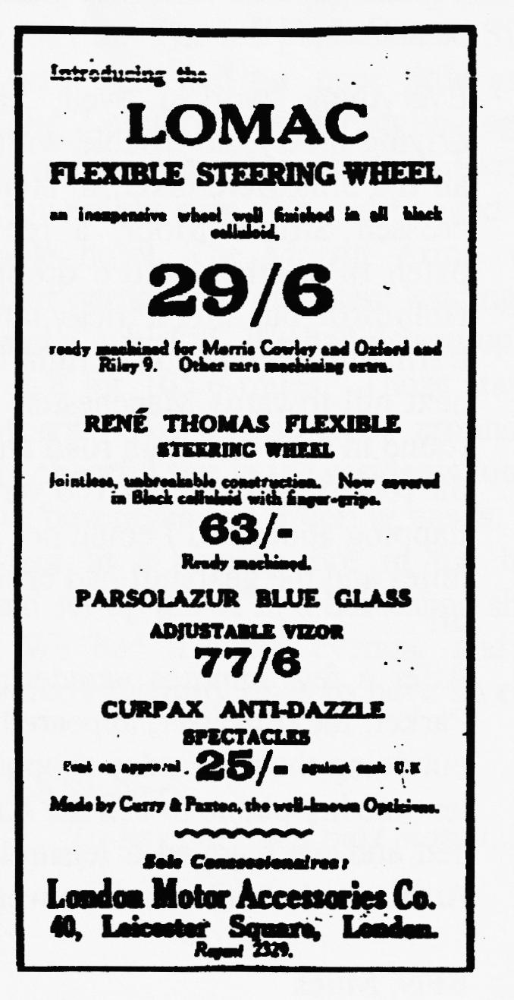 Introducing the
LOMAC
FLEXIBLE STEERING WHEEL
an inexpensive wheel well finished in all black
celluloid.
29/6
ready machined for Morris Cowley and Oxford and
Riley 9. Other cars machining extra.
RENÉ THOMAS FLEXIBLE
STEERING WHEEL
Jointless, unbreakable construction. Now covered
in Black celluloid with finger-grips.
63/-
Ready machined.
PARSOLAZUR BLUE GLASS
ADJUSTABLE VIZOR
77/6
CURPAX ANTI-DAZZLE
SPECTACLES
Sent on approval. 25/- against cash U.K
Made by Curry & Paxton, the well-known Opticians.
Sole Concessionaires:
London Motor Accessories Co.
40, Leicester Square, London.
Regent 2329.